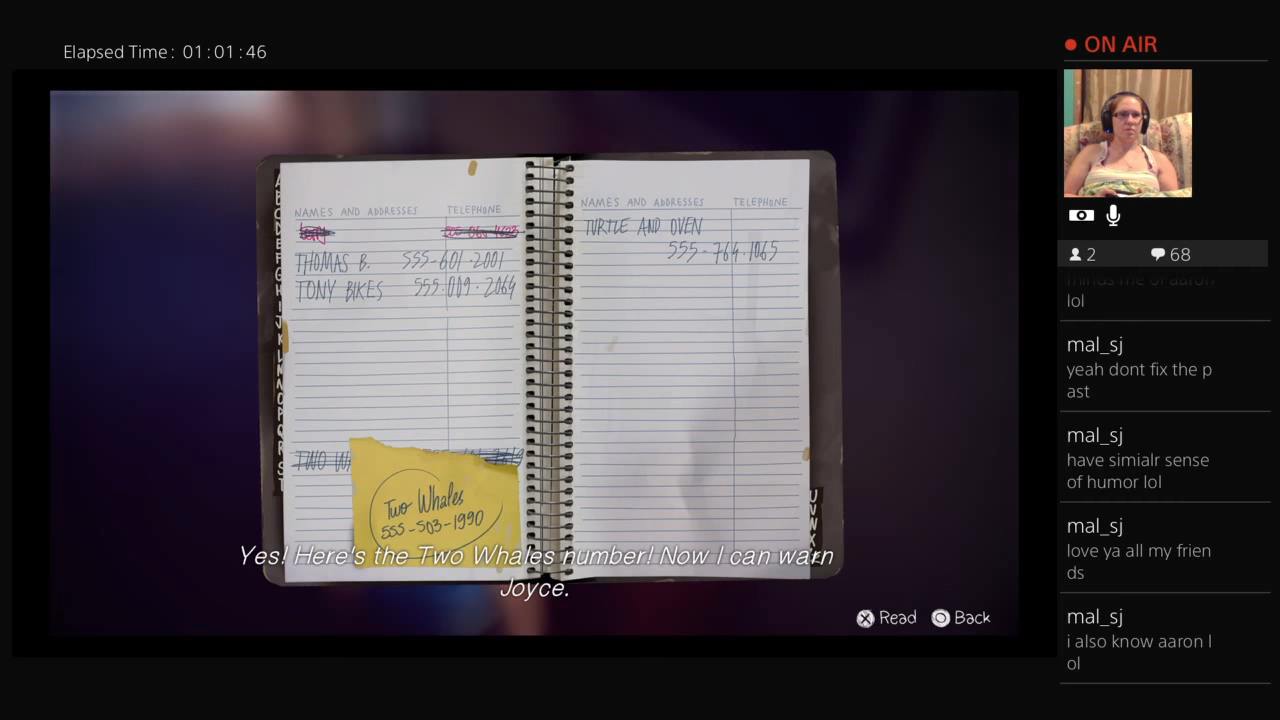 Elapsed Time: 01:01:46
ON AIR
2
68
lol
mal_sj
yeah dont fix the p
ast
mal_sj
have simialr sense
of humor lol
mal_sj
love ya all my frien
ds
mal_sj
i also know aaron l
ol
NAMES AND ADDRESSES TELEPHONE
THOMAS B. 555-601-2001
TONY BIKES 555-009-2064
TWO
Two Whales
555-503-1990
NAMES AND ADDRESSES TELEPHONE
TURTLE AND OVEN
555-764.1065
Yes! Here's the Two Whales number! Now I can warn
Joyce.
Read Back